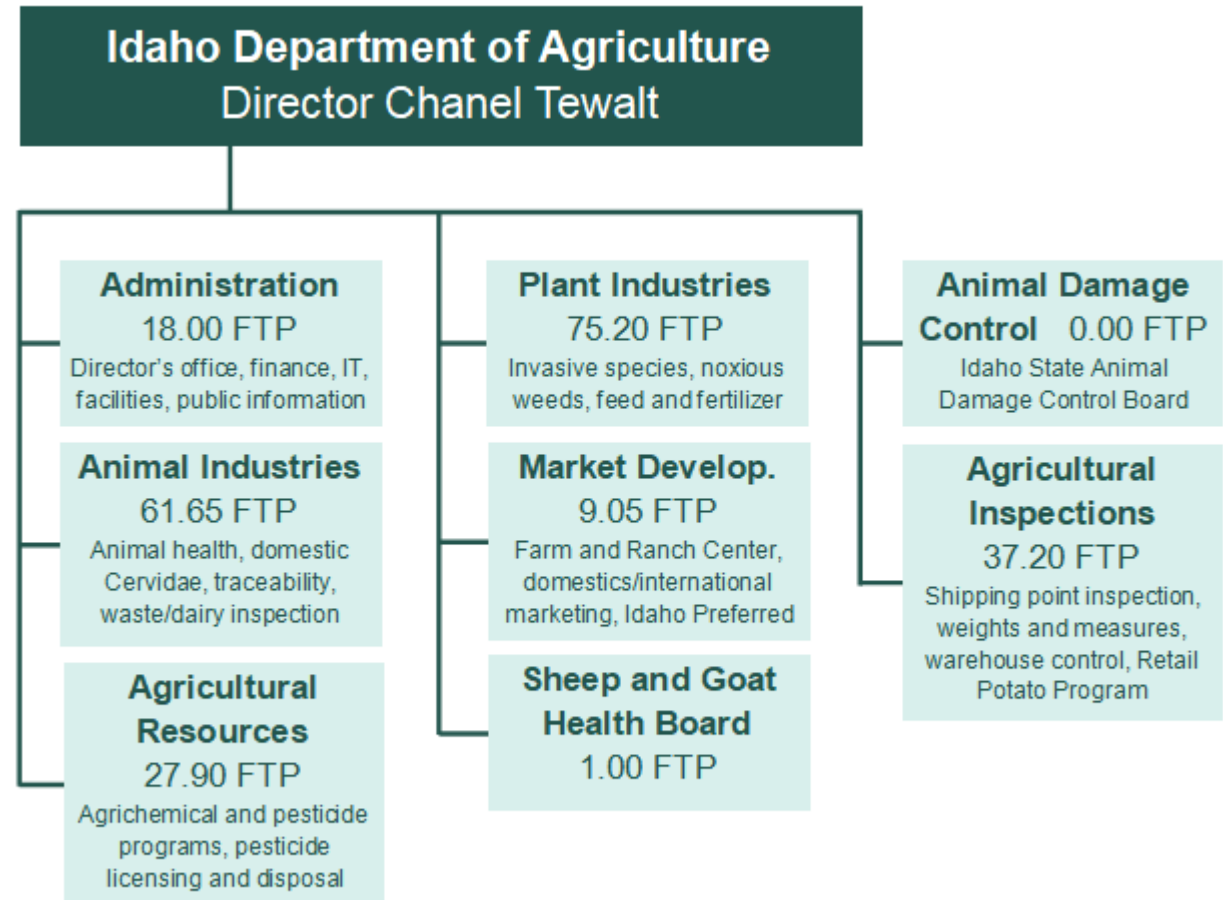 Idaho Department of Agriculture
Director Chanel Tewalt
Administration
18.00 FTP
Director's office, finance, IT,
facilities, public information
Animal Industries
61.65 FTP
Animal health, domestic
Cervidae, traceability,
waste/dairy inspection
Agricultural
Resources
27.90 FTP
Agrichemical and pesticide
programs, pesticide
licensing and disposal
Plant Industries
75.20 FTP
Invasive species, noxious
weeds, feed and fertilizer
Market Develop.
9.05 FTP
Farm and Ranch Center,
domestics/international
marketing, Idaho Preferred
Sheep and Goat
Health Board
1.00 FTP
Animal Damage
Control 0.00 FTP
Idaho State Animal
Damage Control Board
Agricultural
Inspections
37.20 FTP
Shipping point inspection,
weights and measures,
warehouse control, Retail
Potato Program